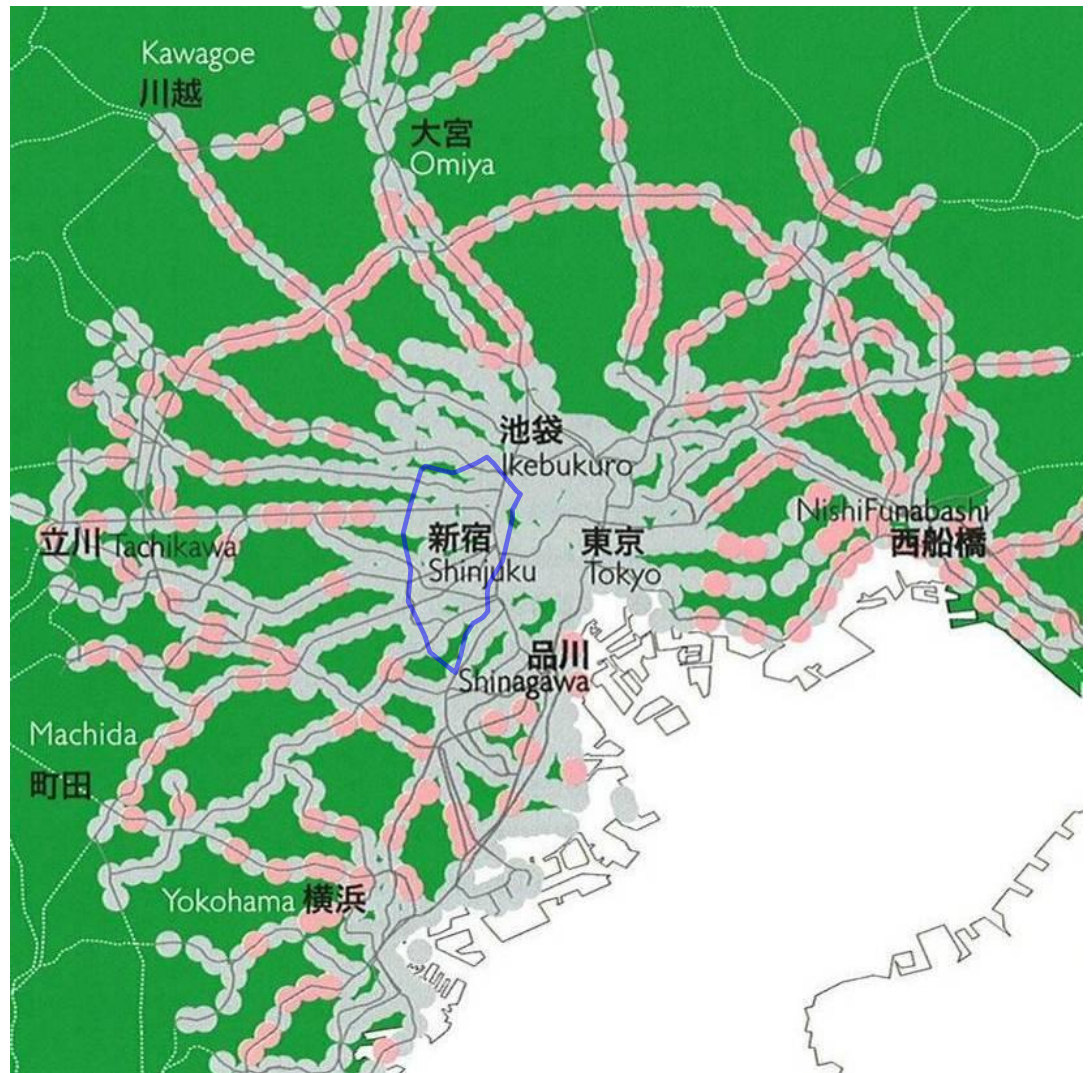 Kawagoe
川越
大宮
Omiya
池袋
Ikebukuro
新宿
Shinjuku
東京
Tokyo
NishiFunabashi
西船橋
立川 Tachikawa
品川
Shinagawa
Machida
町田
Yokohama 横浜